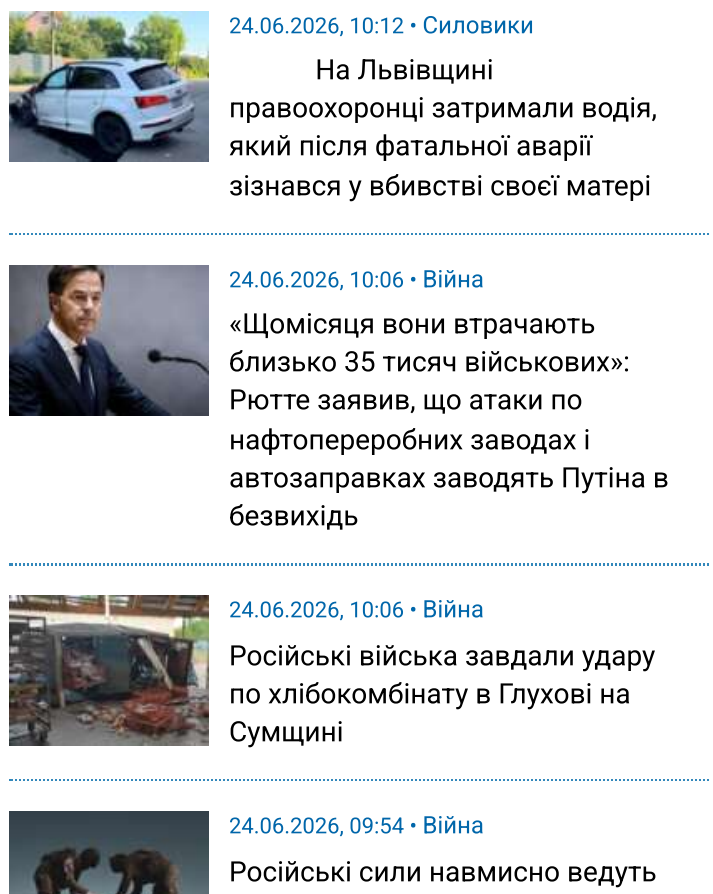 24.06.2026, 10:12 • Силовики
На Львівщині
правоохоронці затримали водія,
який після фатальної аварії
зізнався у вбивстві своєї матері
24.06.2026, 10:06 • Війна
«Щомісяця вони втрачають
близько 35 тисяч військових»:
Рютте заявив, що атаки по
нафтопереробних заводах і
автозаправках заводять Путіна в
безвихідь
24.06.2026, 10:06 • Війна
Російські війська завдали удару
по хлібокомбінату в Глухові на
Сумщині
24.06.2026, 09:54 • Війна
Російські сили навмисно ведуть